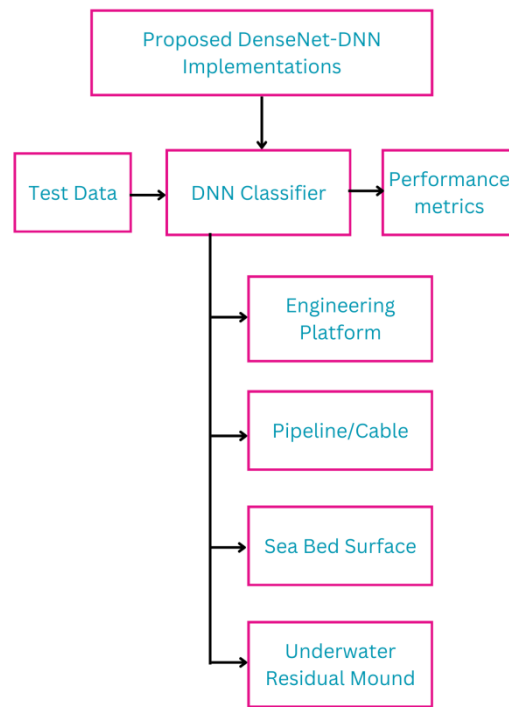 Proposed DenseNet-DNN
Implementations
Test Data
DNN Classifier
Performance
metrics
Engineering
Platform
Pipeline/Cable
Sea Bed Surface
Underwater
Residual Mound